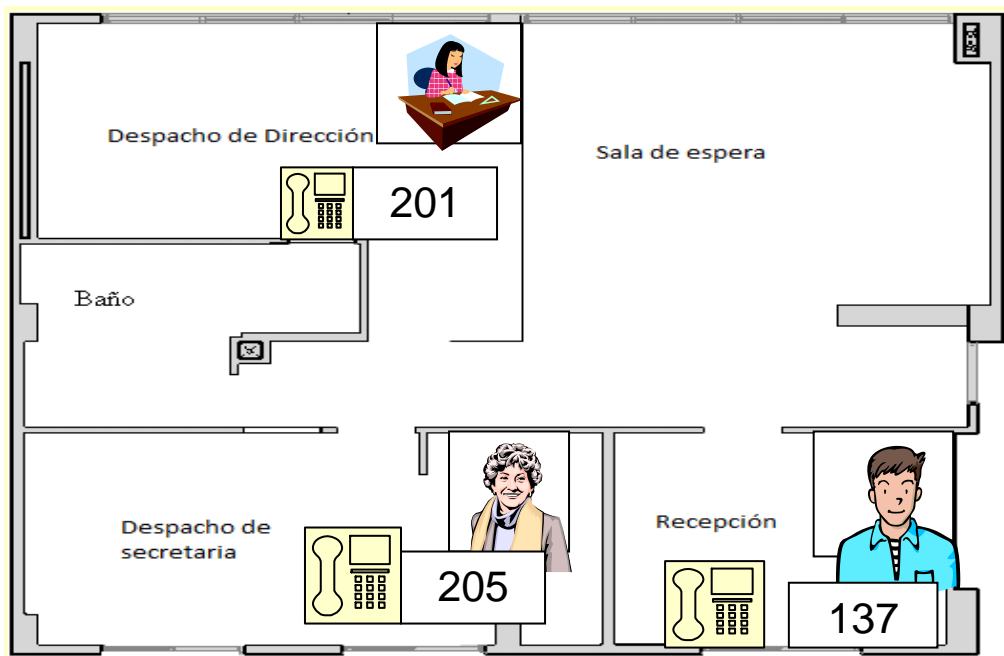 Despacho de Dirección
Sala de espera
201
Baño
Despacho de
secretaria
205
Recepción
137